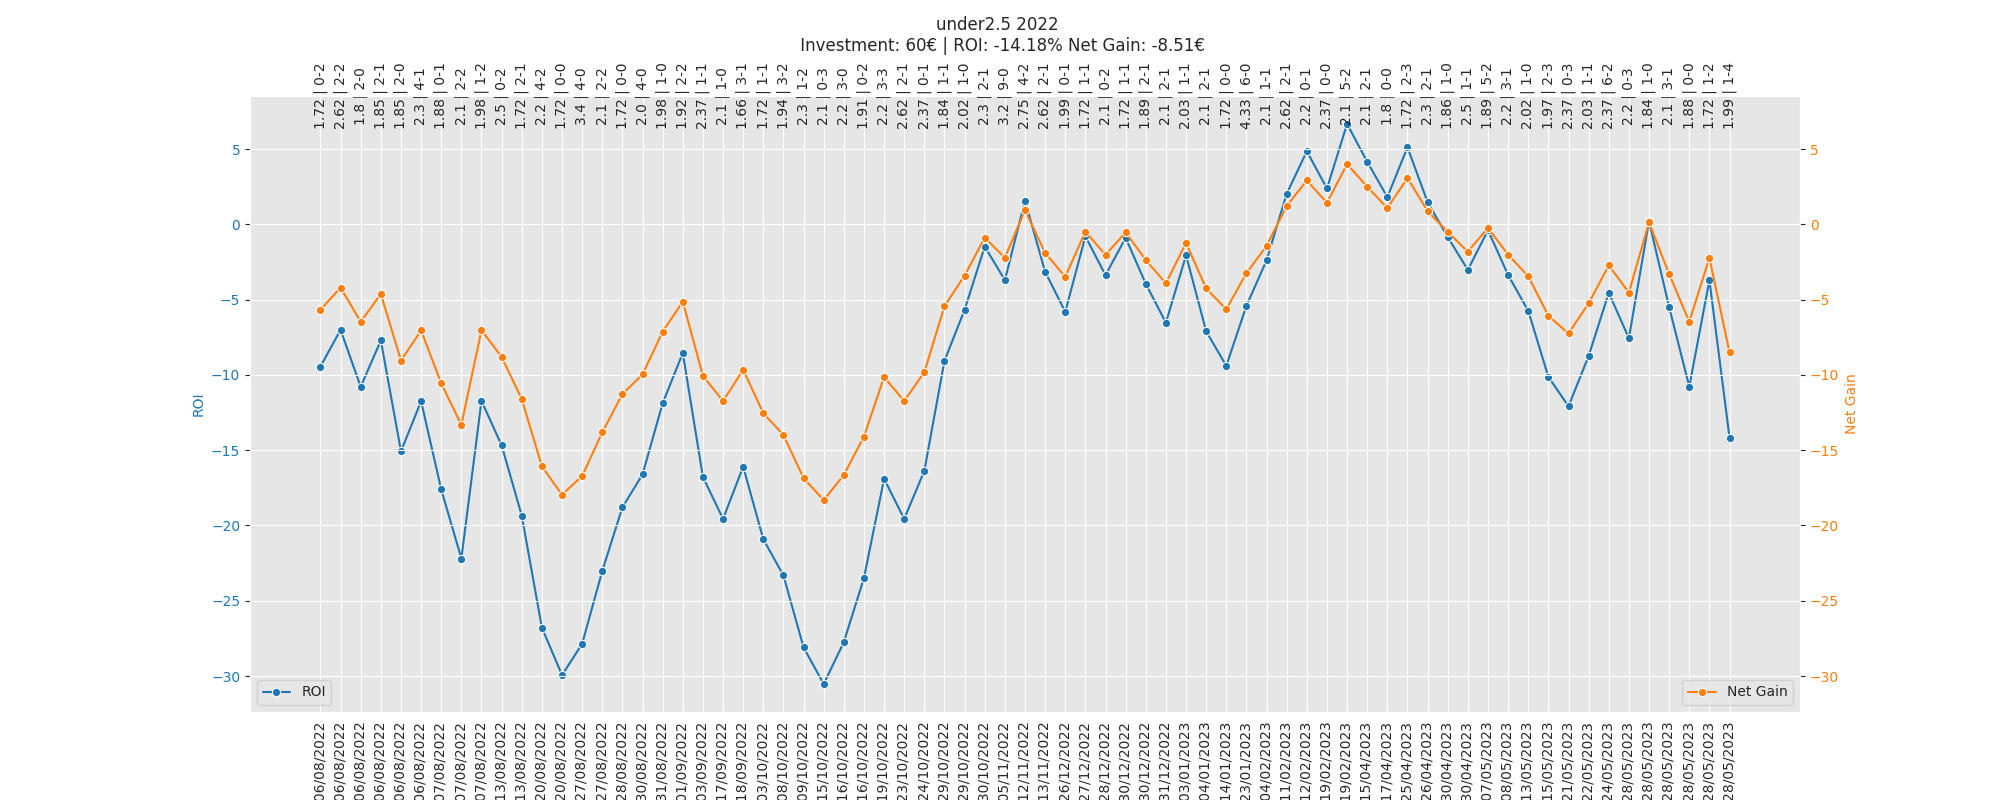 under2.5 2022
Investment: 60€ | ROI: -14.18% Net Gain: -8.51€
1.72 | 0-2
2.62 | 2-2
1.8 | 2-0
1.85 | 2-1
1.85 | 2-0
2.3 | 4-1
1.88 | 0-1
2.1 | 2-2
1.98 | 1-2
2.5 | 0-2
1.72 | 2-1
2.2 | 4-2
1.72 | 0-0
3.4 | 4-0
2.1 | 2-2
1.72 | 0-0
2.0 | 4-0
1.98 | 1-0
1.92 | 2-2
2.37 | 1-1
2.1 | 1-0
1.66 | 3-1
1.72 | 1-1
1.94 | 3-2
2.3 | 1-2
2.1 | 0-3
2.2 | 3-0
1.91 | 0-2
2.2 | 3-3
2.62 | 2-1
2.37 | 0-1
1.84 | 1-1
2.02 | 1-0
2.3 | 2-1
3.2 | 9-0
2.75 | 4-2
2.62 | 2-1
1.99 | 0-1
1.72 | 1-1
2.1 | 0-2
1.72 | 1-1
1.89 | 2-1
2.1 | 2-1
2.03 | 1-1
2.1 | 2-1
1.72 | 0-0
4.33 | 6-0
2.1 | 1-1
2.62 | 2-1
2.2 | 0-1
2.37 | 0-0
2.1 | 5-2
2.1 | 2-1
1.8 | 0-0
1.72 | 2-3
2.3 | 2-1
1.86 | 1-0
2.5 | 1-1
1.89 | 5-2
2.2 | 3-1
2.02 | 1-0
1.97 | 2-3
2.37 | 0-3
2.03 | 1-1
2.37 | 6-2
2.2 | 0-3
1.84 | 1-0
2.1 | 3-1
1.88 | 0-0
1.72 | 1-2
1.99 | 1-4
5
0
−5
−10
−15
−20
−25
−30
ROI
5
0
−5
−10
−15
−20
−25
−30
Net Gain
ROI
Net Gain
06/08/2022
06/08/2022
06/08/2022
06/08/2022
06/08/2022
06/08/2022
07/08/2022
07/08/2022
07/08/2022
13/08/2022
13/08/2022
20/08/2022
20/08/2022
27/08/2022
27/08/2022
28/08/2022
30/08/2022
31/08/2022
01/09/2022
03/09/2022
17/09/2022
18/09/2022
03/10/2022
08/10/2022
09/10/2022
15/10/2022
16/10/2022
16/10/2022
19/10/2022
23/10/2022
24/10/2022
29/10/2022
29/10/2022
30/10/2022
05/11/2022
12/11/2022
13/11/2022
26/12/2022
27/12/2022
28/12/2022
30/12/2022
30/12/2022
31/12/2022
03/01/2023
04/01/2023
14/01/2023
23/01/2023
04/02/2023
11/02/2023
12/02/2023
19/02/2023
19/02/2023
15/04/2023
17/04/2023
25/04/2023
26/04/2023
30/04/2023
30/04/2023
07/05/2023
08/05/2023
13/05/2023
15/05/2023
21/05/2023
22/05/2023
24/05/2023
28/05/2023
28/05/2023
28/05/2023
28/05/2023
28/05/2023
28/05/2023